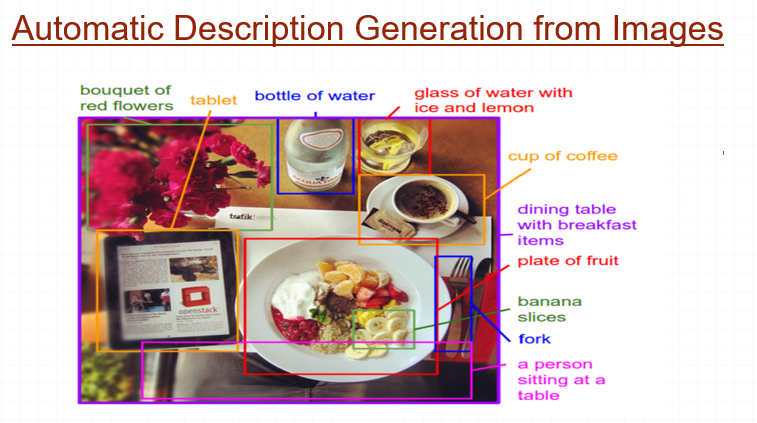 Automatic Description Generation from Images
bouquet of
red flowers
tablet
bottle of water
glass of water with
ice and lemon
cup of coffee
dining table
with breakfast
items
plate of fruit
banana
slices
fork
a person
sitting at a
table
trafik
openstack